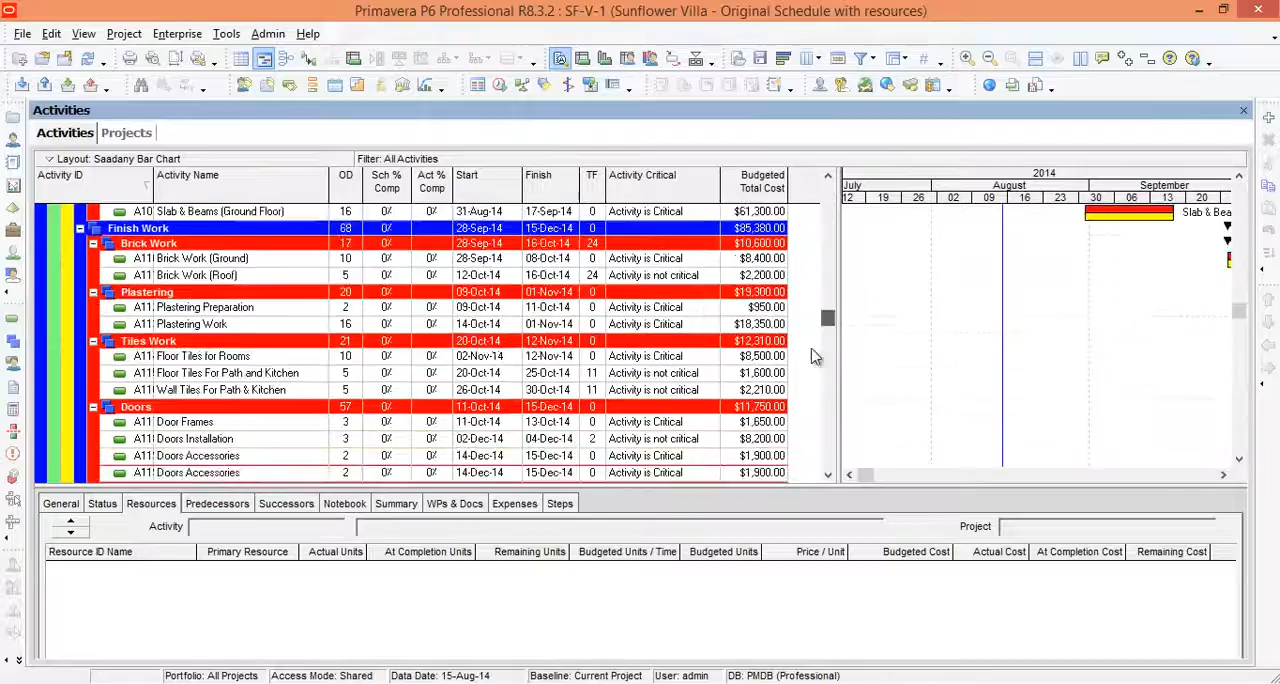 Primavera P6 Professional R8.3.2 : SF-V-1 (Sunflower Villa - Original Schedule with resources)
File Edit View Project Enterprise Tools Admin Help
Activities
Activities Projects
Layout: Saadany Bar Chart Filter: All Activities
Activity ID Activity Name OD Sch % Comp Act % Comp Start Finish TF Activity Critical Budgeted Total Cost
2014
July August September
12 19 26 02 09 16 23 30 06 13 20
A10 Slab & Beams (Ground Floor) 16 0% 0% 31-Aug-14 17-Sep-14 0 Activity is Critical $61,300.00 Slab & Bea
Finish Work 68 0% 0% 28-Sep-14 15-Dec-14 0 $85,380.00
Brick Work 17 0% 0% 28-Sep-14 16-Oct-14 24 $10,600.00
A11 Brick Work (Ground) 10 0% 0% 28-Sep-14 08-Oct-14 0 Activity is Critical $8,400.00
A11 Brick Work (Roof) 5 0% 0% 12-Oct-14 16-Oct-14 24 Activity is not critical $2,200.00
Plastering 20 0% 0% 09-Oct-14 01-Nov-14 0 $19,300.00
A11 Plastering Preparation 2 0% 0% 09-Oct-14 11-Oct-14 0 Activity is Critical $950.00
A11 Plastering Work 16 0% 0% 14-Oct-14 01-Nov-14 0 Activity is Critical $18,350.00
Tiles Work 21 0% 0% 20-Oct-14 12-Nov-14 0 $12,310.00
A11 Floor Tiles for Rooms 10 0% 0% 02-Nov-14 12-Nov-14 0 Activity is Critical $8,500.00
A11 Floor Tiles For Path and Kitchen 5 0% 0% 20-Oct-14 25-Oct-14 11 Activity is not critical $1,600.00
A11 Wall Tiles For Path & Kitchen 5 0% 0% 26-Oct-14 30-Oct-14 11 Activity is not critical $2,210.00
Doors 57 0% 0% 11-Oct-14 15-Dec-14 0 $11,750.00
A11 Door Frames 3 0% 0% 11-Oct-14 13-Oct-14 0 Activity is Critical $1,650.00
A11 Doors Installation 3 0% 0% 02-Dec-14 04-Dec-14 2 Activity is not critical $8,200.00
A11 Doors Accessories 2 0% 0% 14-Dec-14 15-Dec-14 0 Activity is Critical $1,900.00
A11 Doors Accessories 2 0% 0% 14-Dec-14 15-Dec-14 0 Activity is Critical $1,900.00
General Status Resources Predecessors Successors Notebook Summary WPs & Docs Expenses Steps
Activity Project
Resource ID Name Primary Resource Actual Units At Completion Units Remaining Units Budgeted Units / Time Budgeted Units Price / Unit Budgeted Cost Actual Cost At Completion Cost Remaining Cost
Portfolio: All Projects Access Mode: Shared Data Date: 15-Aug-14 Baseline: Current Project User: admin DB: PMDB (Professional)